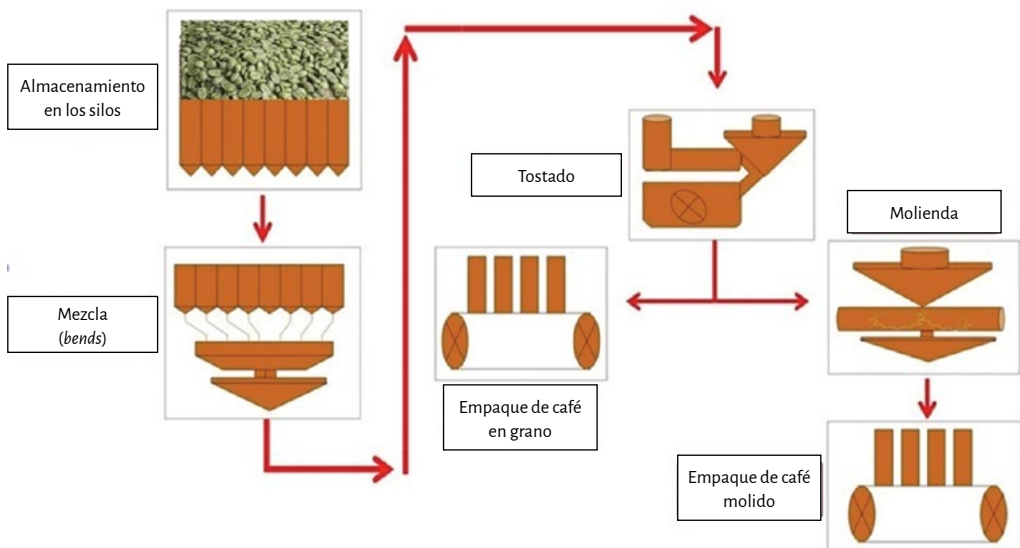 Almacenamiento
en los silos
Mezcla
(bends)
Tostado
Molienda
Empaque de café
en grano
Empaque de café
molido